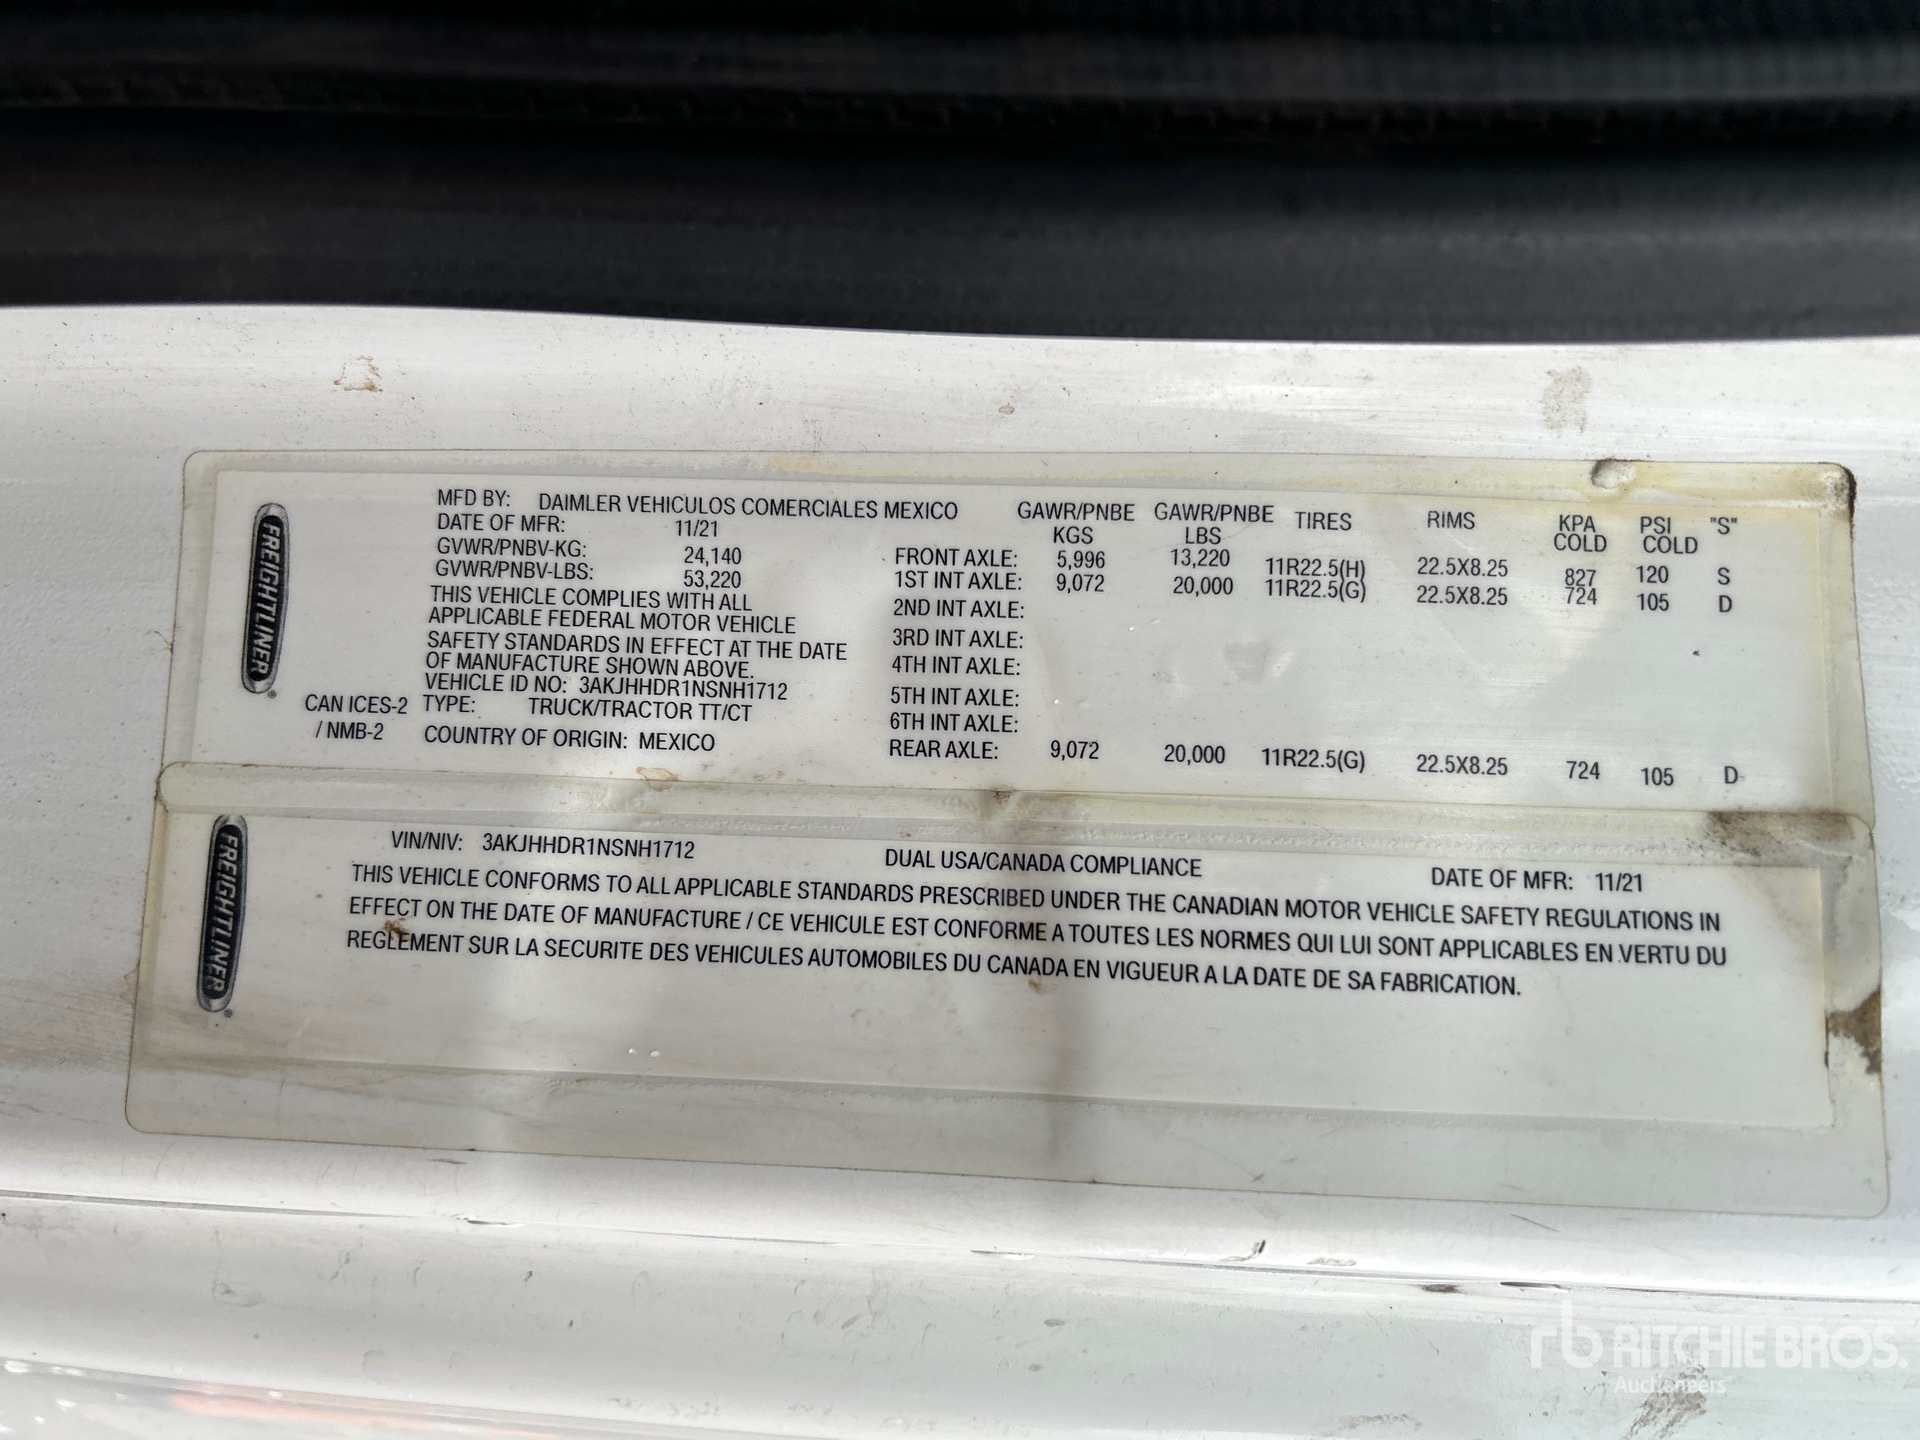 FREIGHTLINER
MFD BY: DAIMLER VEHICULOS COMERCIALES MEXICO
DATE OF MFR: 11/21
GVWR/PNBV-KG: 24,140
GVWR/PNBV-LBS: 53,220
THIS VEHICLE COMPLIES WITH ALL
APPLICABLE FEDERAL MOTOR VEHICLE
SAFETY STANDARDS IN EFFECT AT THE DATE
OF MANUFACTURE SHOWN ABOVE.
VEHICLE ID NO: 3AKJHHDR1NSNH1712
CAN ICES-2 TYPE: TRUCK/TRACTOR TT/CT
/ NMB-2 COUNTRY OF ORIGIN: MEXICO
GAWR/PNBE GAWR/PNBE TIRES RIMS KPA PSI "S"
KGS LBS COLD COLD
FRONT AXLE: 5,996 13,220 11R22.5(H) 22.5X8.25 827 120 S
1ST INT AXLE: 9,072 20,000 11R22.5(G) 22.5X8.25 724 105 D
2ND INT AXLE:
3RD INT AXLE:
4TH INT AXLE:
5TH INT AXLE:
6TH INT AXLE:
REAR AXLE: 9,072 20,000 11R22.5(G) 22.5X8.25 724 105 D
FREIGHTLINER
VIN/NIV: 3AKJHHDR1NSNH1712 DUAL USA/CANADA COMPLIANCE DATE OF MFR: 11/21
THIS VEHICLE CONFORMS TO ALL APPLICABLE STANDARDS PRESCRIBED UNDER THE CANADIAN MOTOR VEHICLE SAFETY REGULATIONS IN
EFFECT ON THE DATE OF MANUFACTURE / CE VEHICULE EST CONFORME A TOUTES LES NORMES QUI LUI SONT APPLICABLES EN VERTU DU
REGLEMENT SUR LA SECURITE DES VEHICULES AUTOMOBILES DU CANADA EN VIGUEUR A LA DATE DE SA FABRICATION.
rb RITCHIE BROS.
Auctioneers